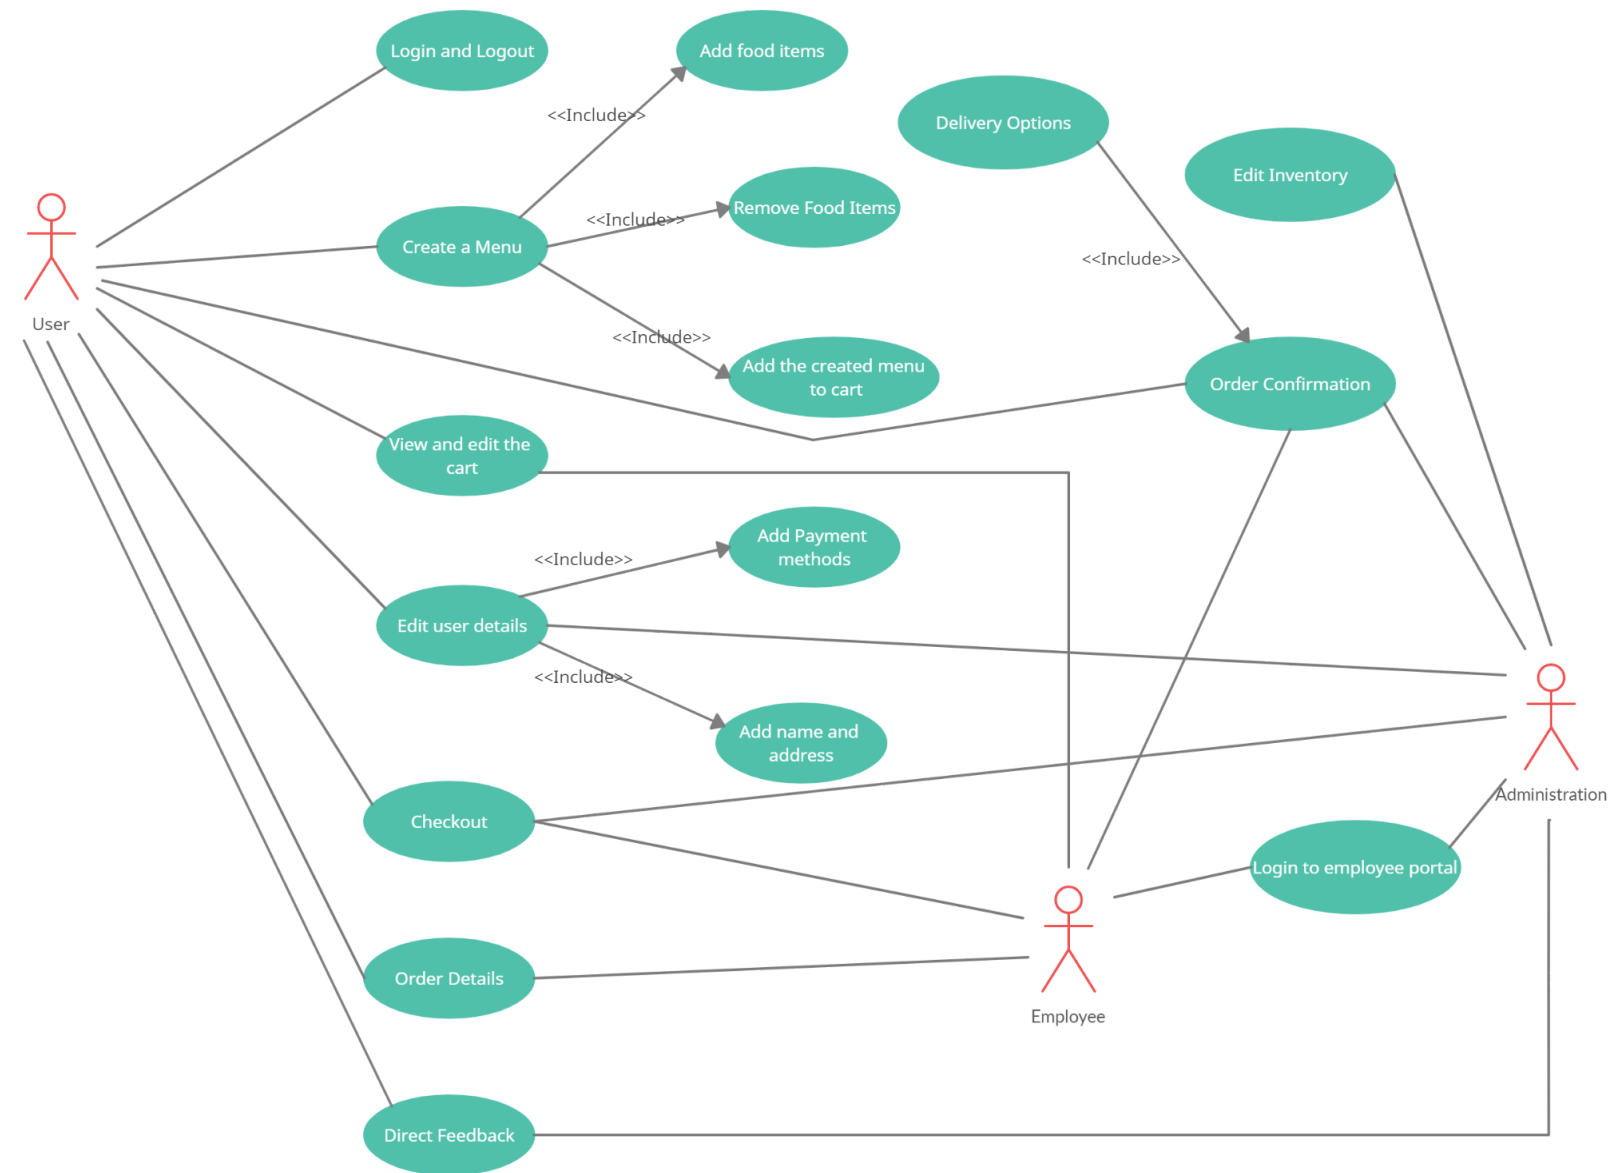 Login and Logout
Add food items
<<Include>>
Delivery Options
Edit Inventory
Remove Food Items
<<Include>>
Create a Menu
<<Include>>
User
<<Include>>
Add the created menu
to cart
Order Confirmation
View and edit the
cart
Add Payment
methods
<<Include>>
Edit user details
<<Include>>
Add name and
address
Administration
Checkout
Login to employee portal
Order Details
Employee
Direct Feedback